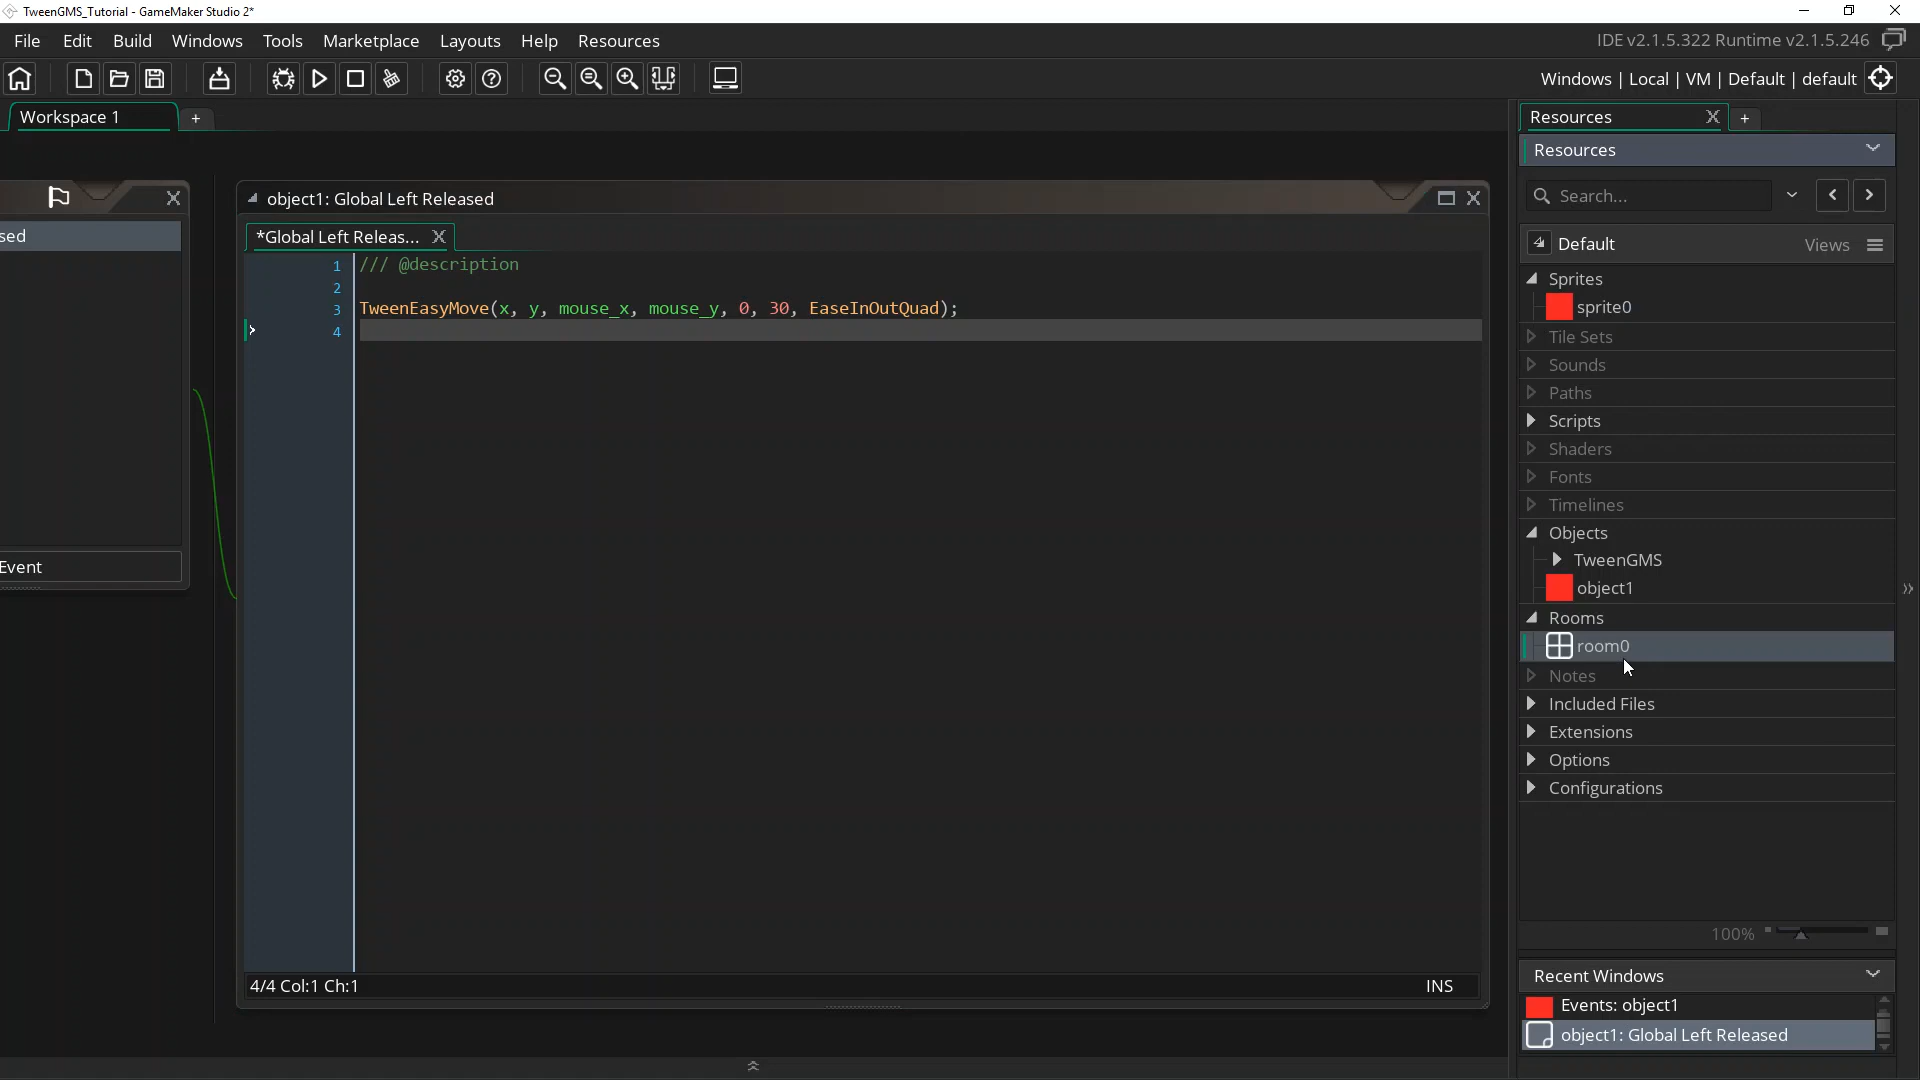 TweenGMS_Tutorial - GameMaker Studio 2*
File Edit Build Windows Tools Marketplace Layouts Help Resources
IDE v2.1.5.322 Runtime v2.1.5.246
Windows | Local | VM | Default | default
Workspace 1 +
Resources X +
Resources
Search...
Default Views
sed
object1: Global Left Released
*Global Left Releas... X
1 /// @description
2
3 TweenEasyMove(x, y, mouse_x, mouse_y, 0, 30, EaseInOutQuad);
4
Event
4/4 Col:1 Ch:1 INS
Sprites
sprite0
Tile Sets
Sounds
Paths
Scripts
Shaders
Fonts
Timelines
Objects
TweenGMS
object1
Rooms
room0
Notes
Included Files
Extensions
Options
Configurations
100%
Recent Windows
Events: object1
object1: Global Left Released